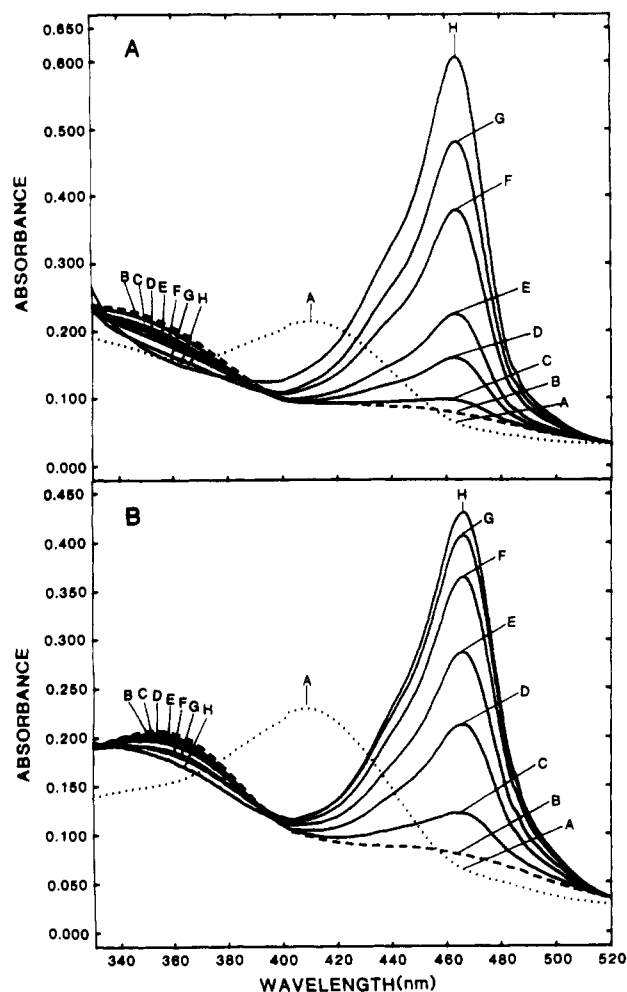 A
H
0.650
0.600
G
0.500
F
0.400
ABSORBANCE
0.300
B C D E F G H
A
E
0.200
D
C
B
A
0.100
0.000
B
H
0.450
G
0.400
F
0.350
E
0.300
A
D
0.250
B C D E F G H
ABSORBANCE
0.200
C
0.150
B
A
0.100
0.050
0.000
340 360 380 400 420 440 460 480 500 520
WAVELENGTH(nm)